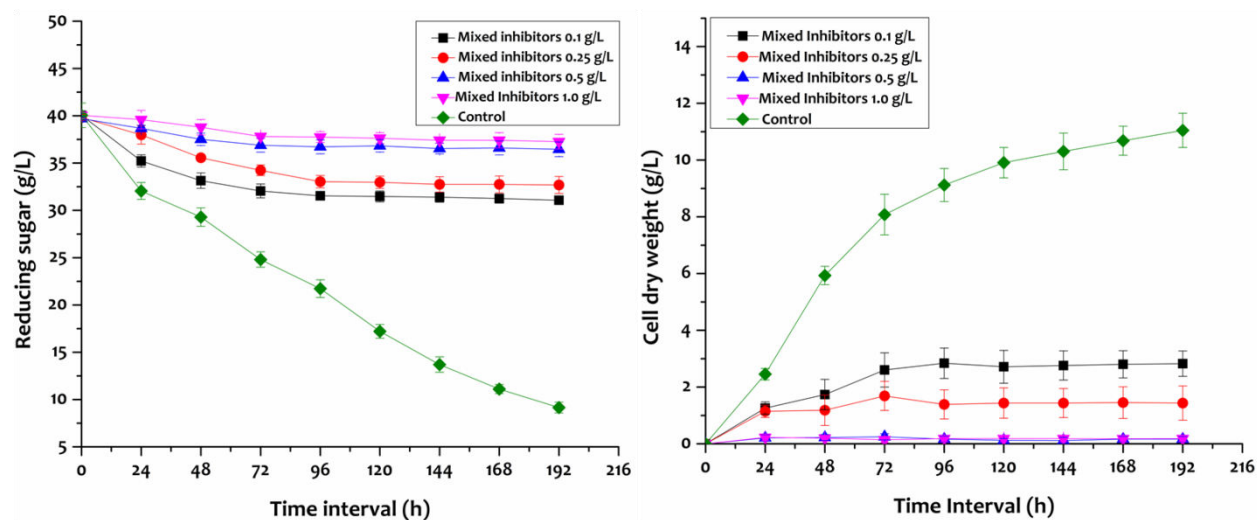 50
45
40
35
30
25
20
15
10
5
Reducing sugar (g/L)
Mixed inhibitors 0.1 g/L
Mixed inhibitors 0.25 g/L
Mixed inhibitors 0.5 g/L
Mixed Inhibitors 1.0 g/L
Control
0 24 48 72 96 120 144 168 192 216
Time interval (h)
14
12
10
8
6
4
2
0
Cell dry weight (g/L)
Mixed Inhibitors 0.1 g/L
Mixed Inhibitors 0.25 g/L
Mixed Inhibitors 0.5 g/L
Mixed Inhibitors 1.0 g/L
Control
0 24 48 72 96 120 144 168 192 216
Time Interval (h)